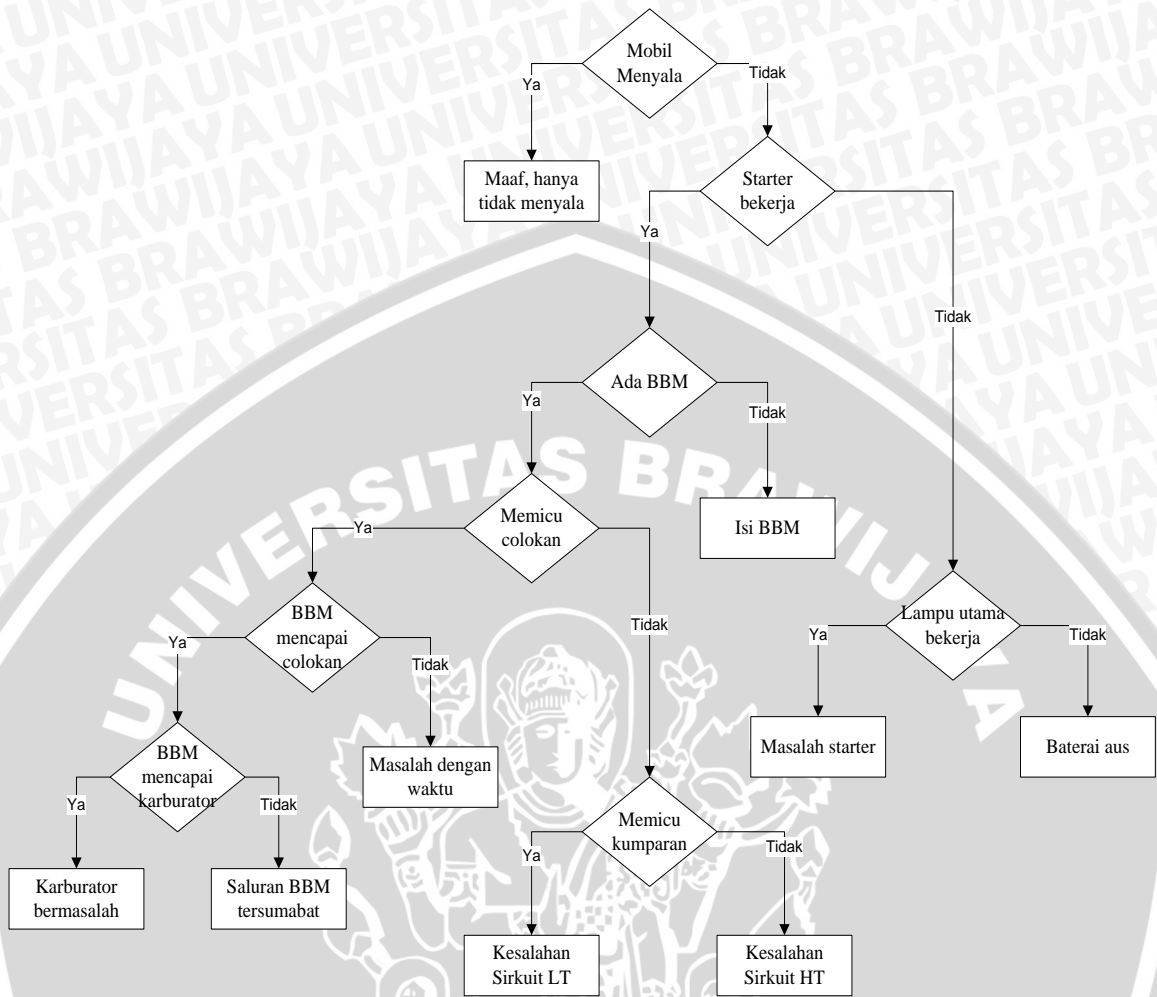 Mobil
Menyala
Ya
Tidak
Maaf, hanya
tidak menyala
Starter
bekerja
Ya
Tidak
Ada BBM
Ya
Tidak
Isi BBM
Memicu
colokan
Ya
Tidak
BBM
mencapai
colokan
Ya
Tidak
Lampu utama
bekerja
Ya
Tidak
Masalah starter
Baterai aus
BBM
mencapai
karburator
Ya
Tidak
Masalah dengan
waktu
Memicu
kumparan
Ya
Tidak
Karburator
bermasalah
Saluran BBM
tersumabat
Kesalahan
Sirkuit LT
Kesalahan
Sirkuit HT
UNIVERSITAS BRAWIJAYA